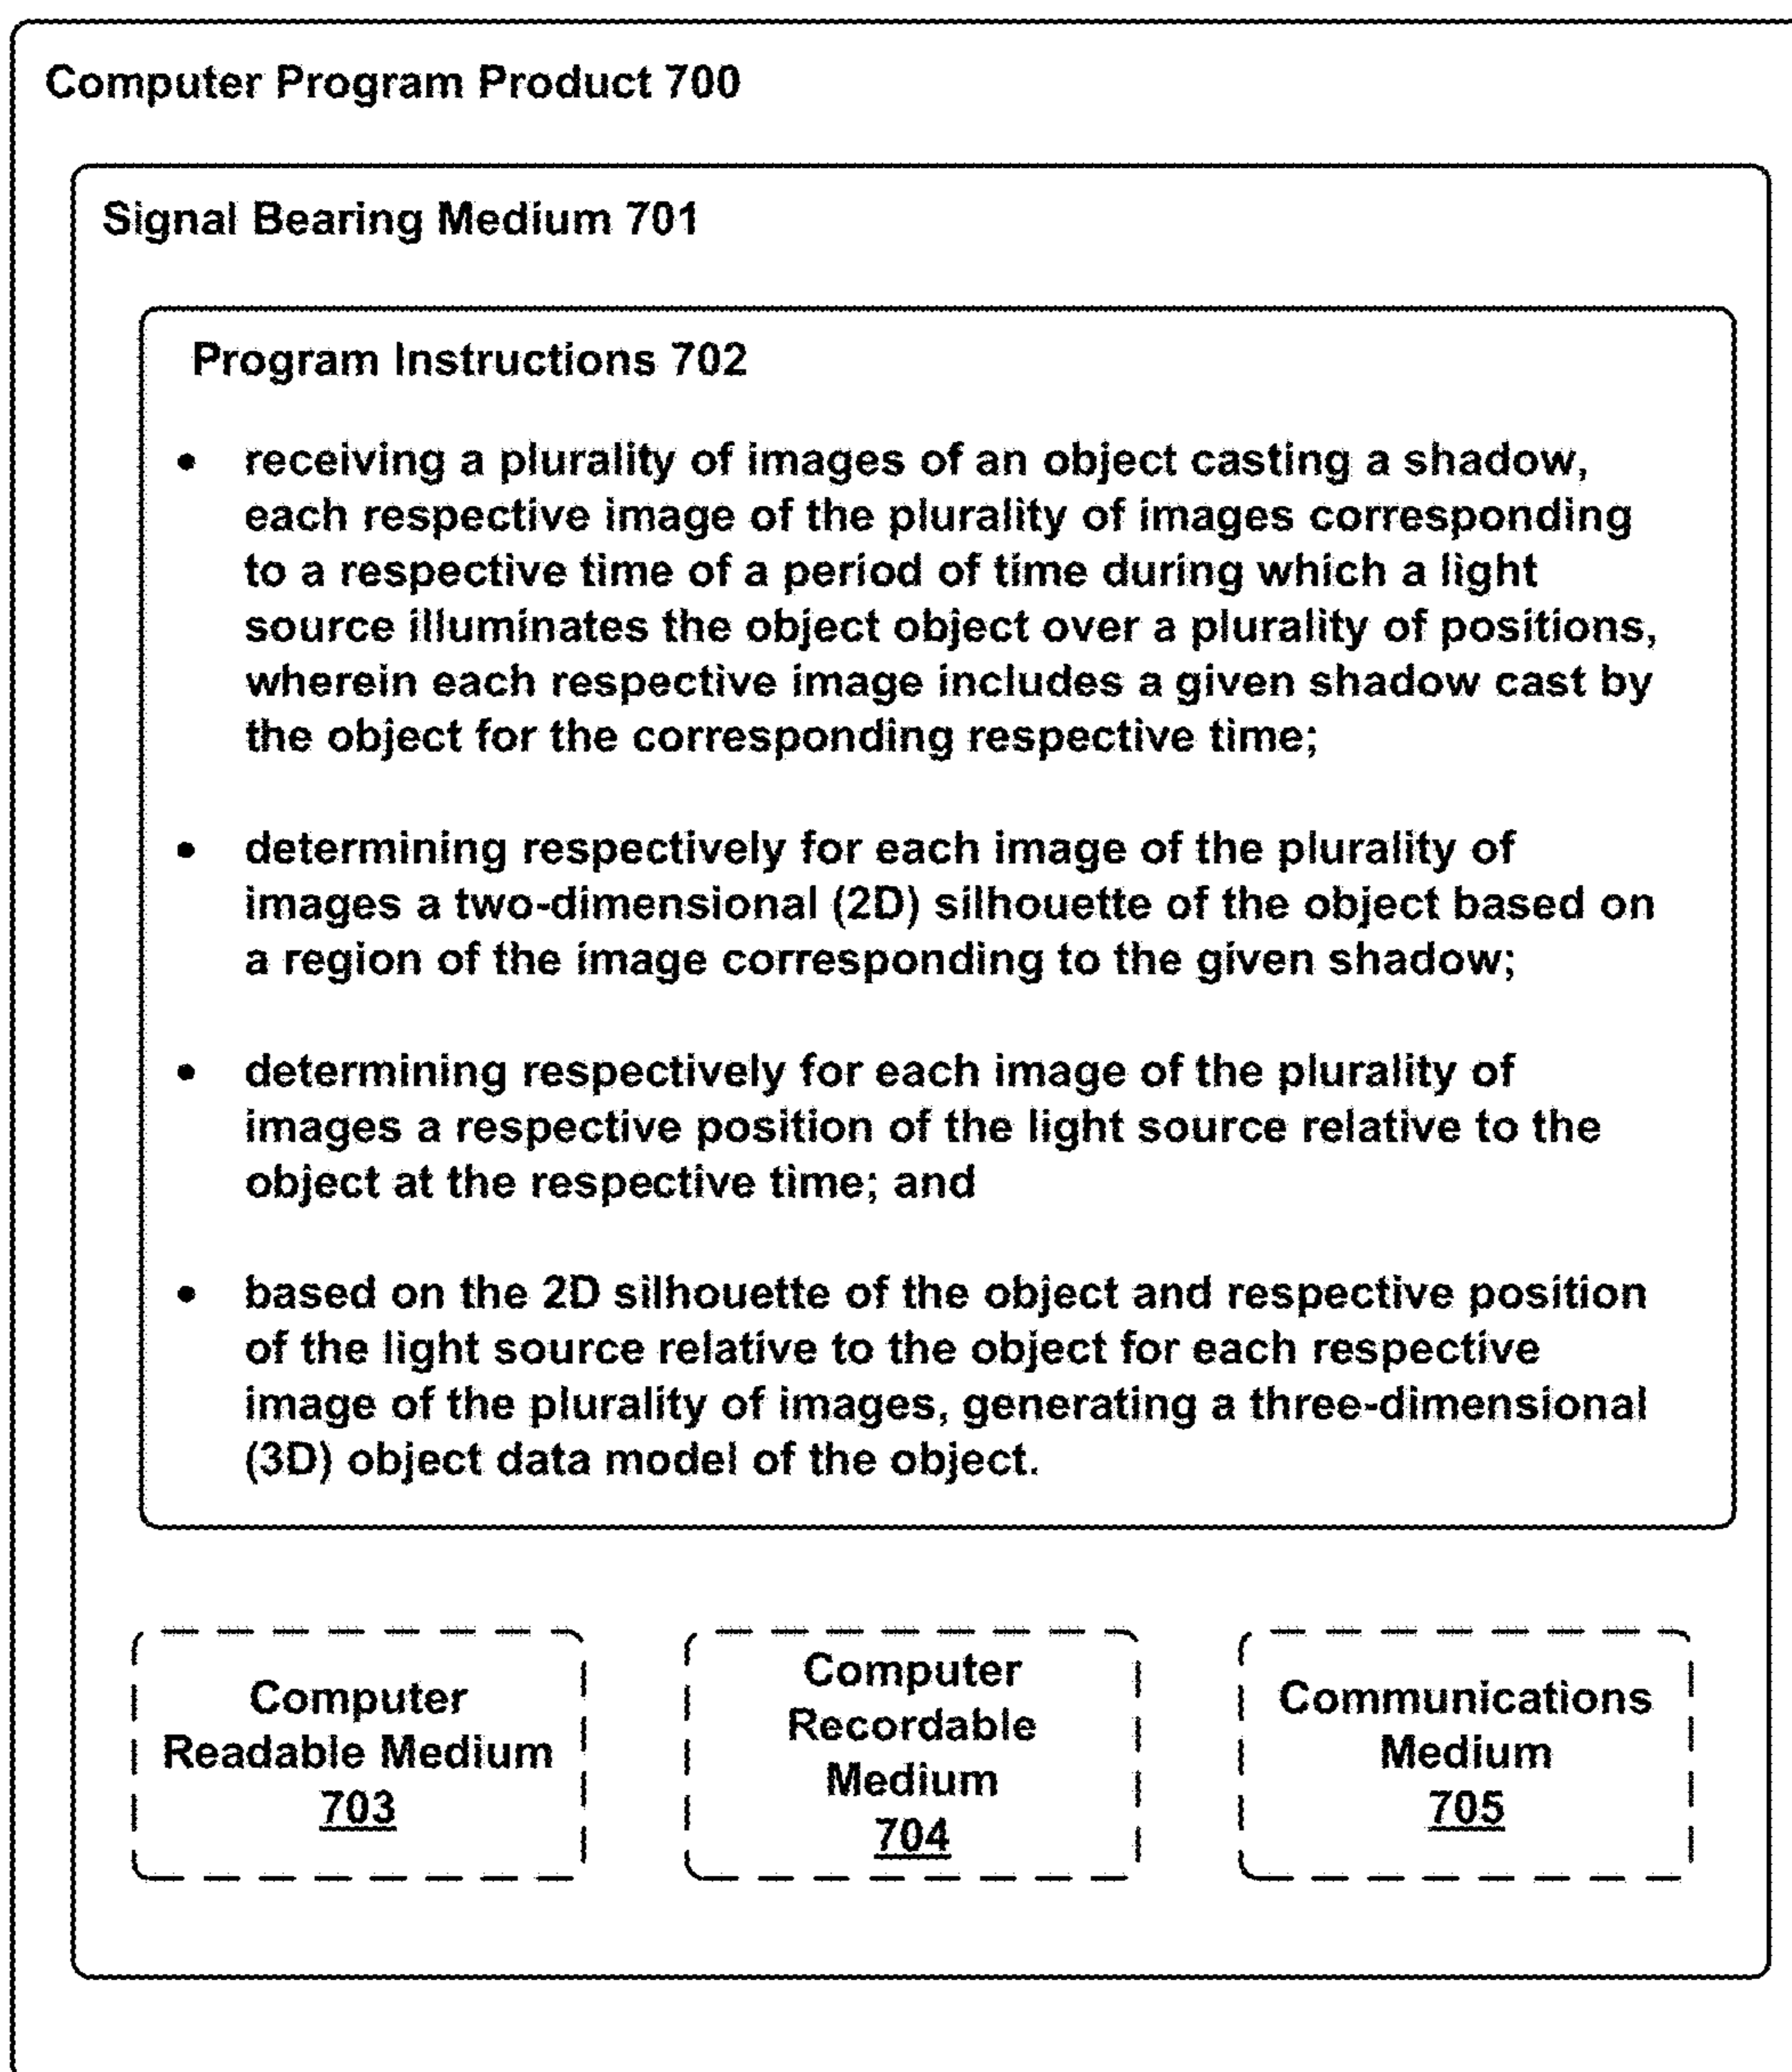 Computer Program Product 700
Signal Bearing Medium 701
Program Instructions 702
• receiving a plurality of images of an object casting a shadow,
each respective image of the plurality of images corresponding
to a respective time of a period of time during which a light
source illuminates the object object over a plurality of positions,
wherein each respective image includes a given shadow cast by
the object for the corresponding respective time;
• determining respectively for each image of the plurality of
images a two-dimensional (2D) silhouette of the object based on
a region of the image corresponding to the given shadow;
• determining respectively for each image of the plurality of
images a respective position of the light source relative to the
object at the respective time; and
• based on the 2D silhouette of the object and respective position
of the light source relative to the object for each respective
image of the plurality of images, generating a three-dimensional
(3D) object data model of the object.
Computer
Readable Medium
703
Computer
Recordable
Medium
704
Communications
Medium
705